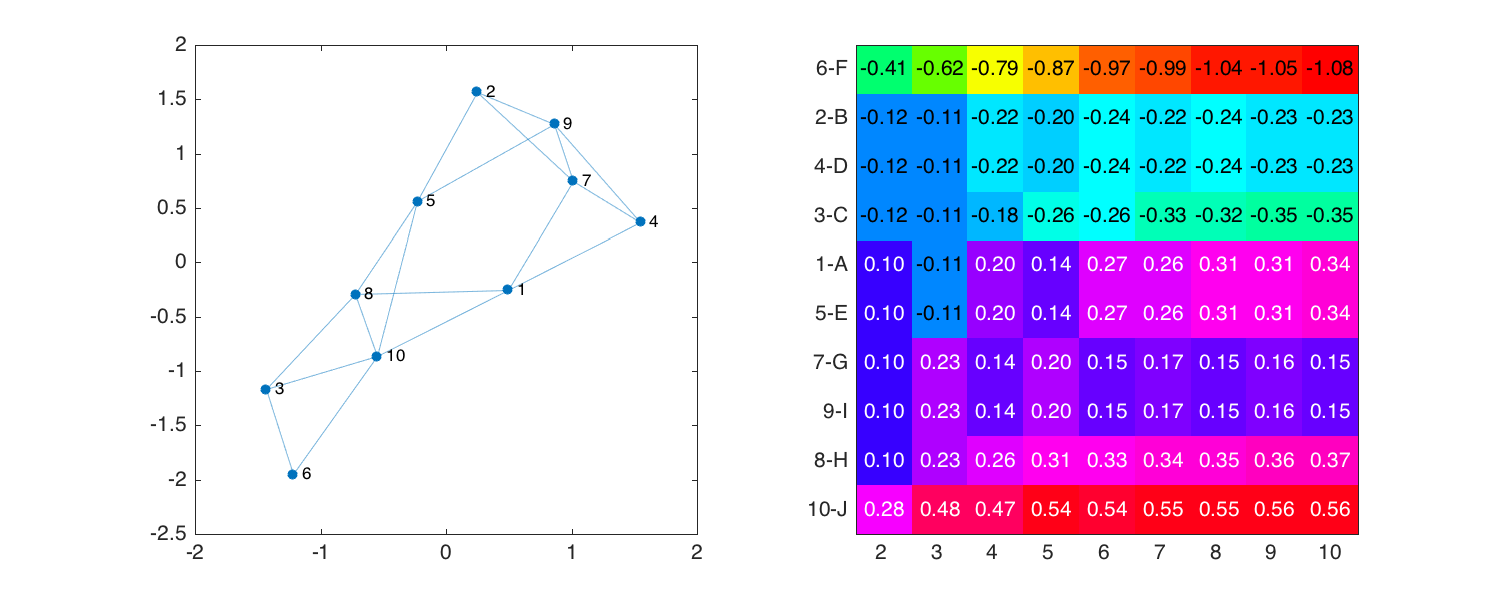 2
1.5
1
0.5
0
-0.5
-1
-1.5
-2
-2.5
-2 -1 0 1 2
2
9
7
5
4
8
1
10
3
6
6-F -0.41 -0.62 -0.79 -0.87 -0.97 -0.99 -1.04 -1.05 -1.08
2-B -0.12 -0.11 -0.22 -0.20 -0.24 -0.22 -0.24 -0.23 -0.23
4-D -0.12 -0.11 -0.22 -0.20 -0.24 -0.22 -0.24 -0.23 -0.23
3-C -0.12 -0.11 -0.18 -0.26 -0.26 -0.33 -0.32 -0.35 -0.35
1-A 0.10 -0.11 0.20 0.14 0.27 0.26 0.31 0.31 0.34
5-E 0.10 -0.11 0.20 0.14 0.27 0.26 0.31 0.31 0.34
7-G 0.10 0.23 0.14 0.20 0.15 0.17 0.15 0.16 0.15
9-I 0.10 0.23 0.14 0.20 0.15 0.17 0.15 0.16 0.15
8-H 0.10 0.23 0.26 0.31 0.33 0.34 0.35 0.36 0.37
10-J 0.28 0.48 0.47 0.54 0.54 0.55 0.55 0.56 0.56
2 3 4 5 6 7 8 9 10